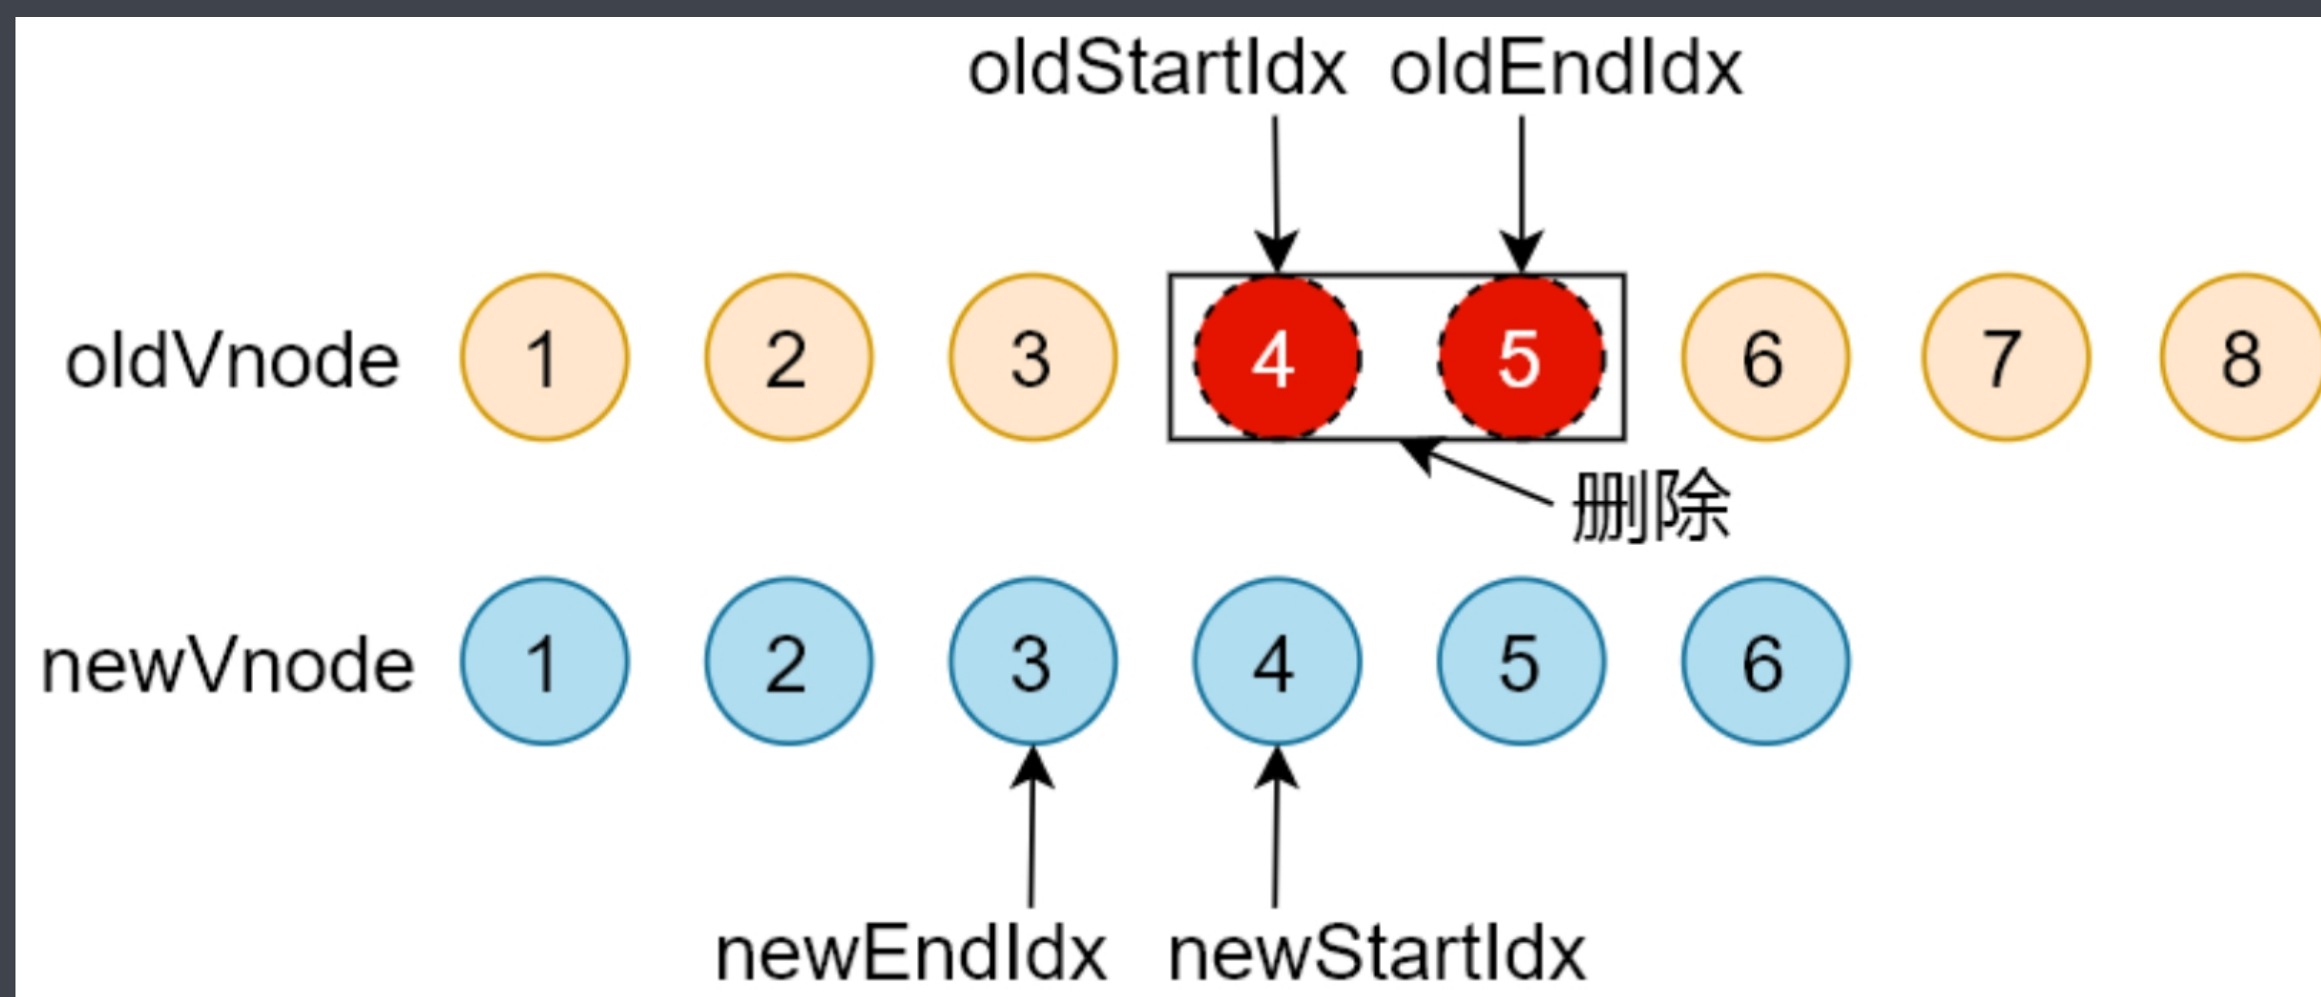 oldStartIdx oldEndIdx
oldVnode 1 2 3 4 5 6 7 8
删除
newVnode 1 2 3 4 5 6
newEndIdx newStartIdx